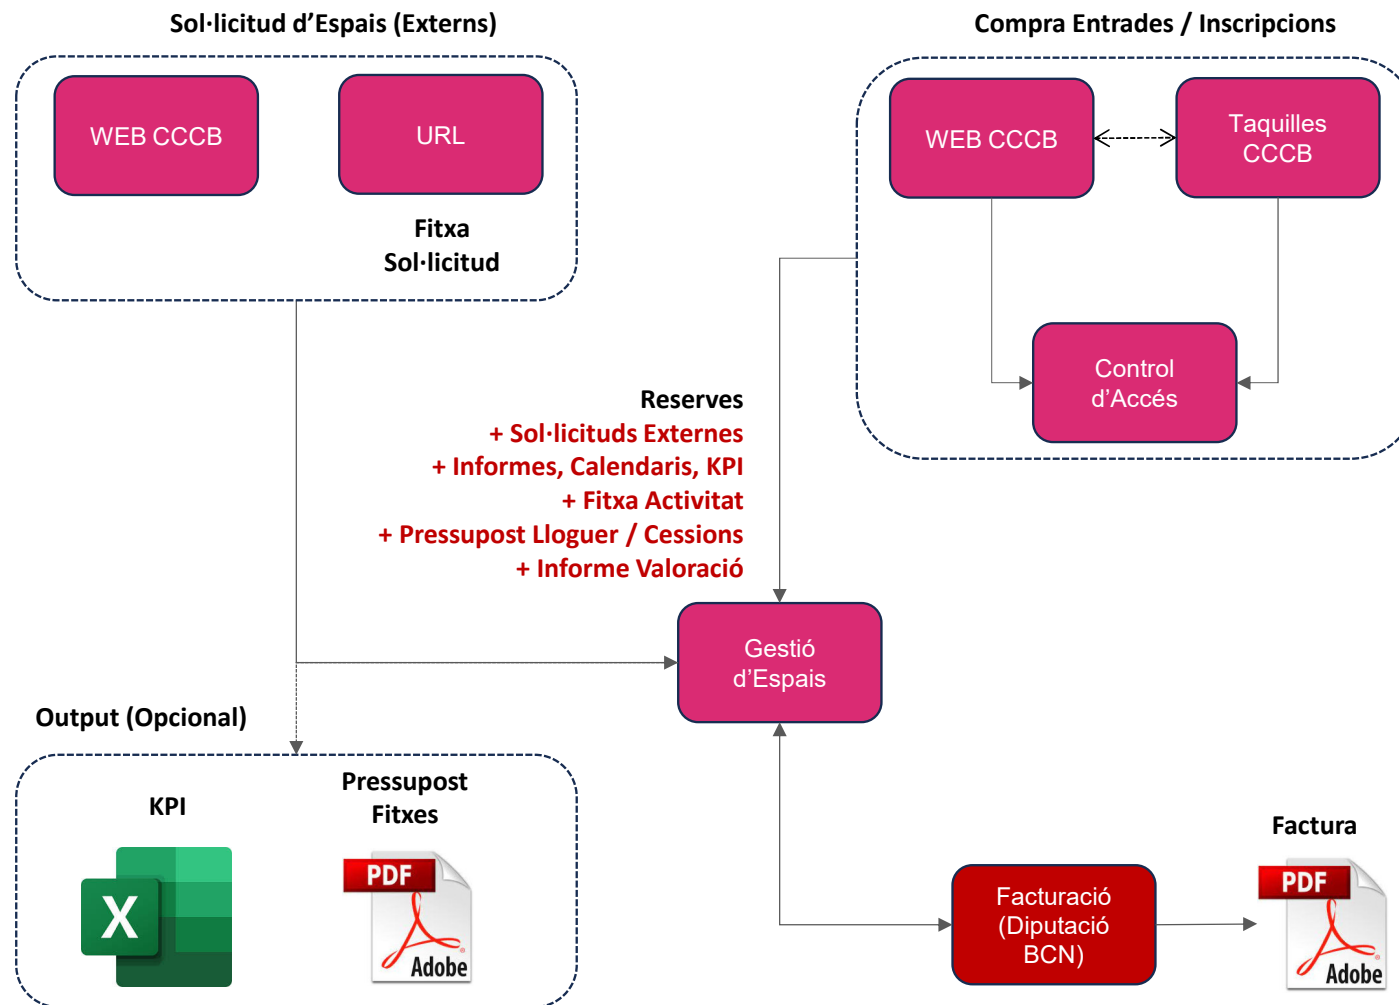 Sol·licitud d’Espais (Externs)
WEB CCCB
URL
Fitxa
Sol·licitud
Compra Entrades / Inscripcions
WEB CCCB
Taquilles
CCCB
Control
d’Accés
Reserves
+ Sol·licituds Externes
+ Informes, Calendaris, KPI
+ Fitxa Activitat
+ Pressupost Lloguer / Cessions
+ Informe Valoració
Gestió
d’Espais
Output (Opcional)
KPI
X
Pressupost
Fitxes
PDF
Adobe
Facturació
(Diputació
BCN)
Factura
PDF
Adobe